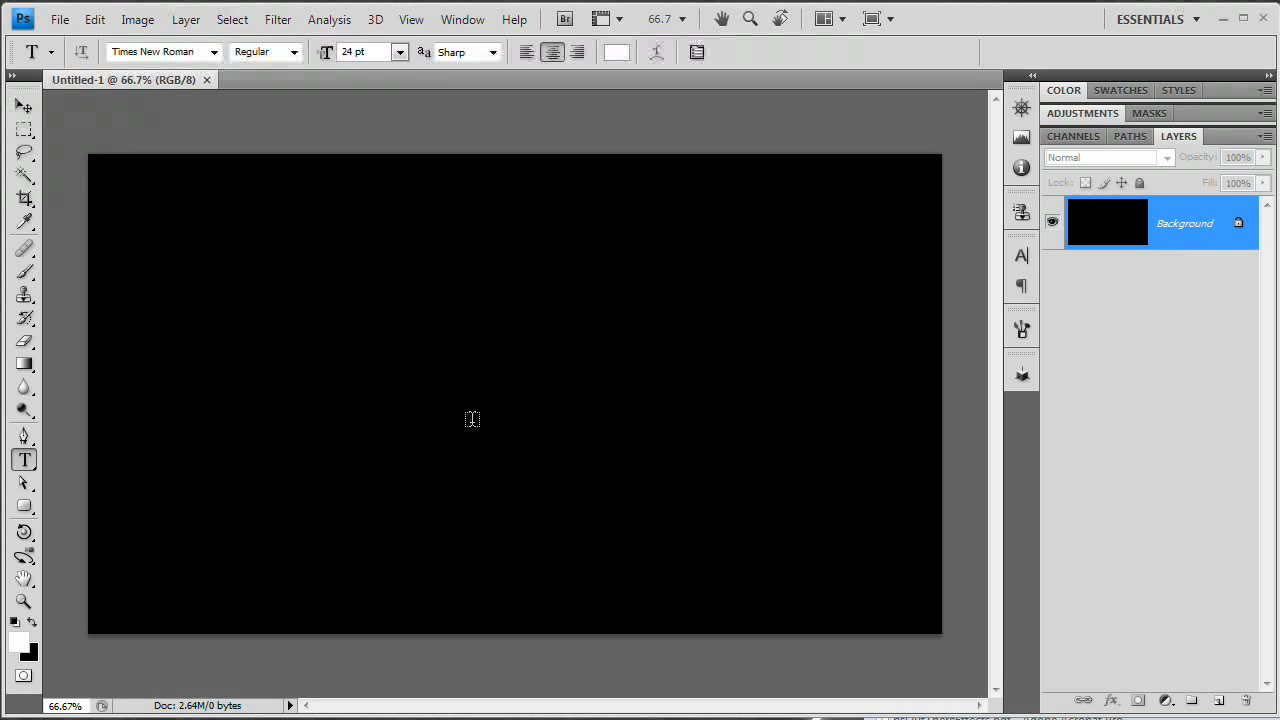 Ps File Edit Image Layer Select Filter Analysis 3D View Window Help Br 66.7 ESSENTIALS
T T Times New Roman Regular T 24 pt aa Sharp
Untitled-1 @ 66.7% (RGB/8) ×
COLOR SWATCHES STYLES
ADJUSTMENTS MASKS
CHANNELS PATHS LAYERS
Normal Opacity: 100%
Lock: Fill: 100%
Background
A
T
fx
66.67% Doc: 2.64M/0 bytes